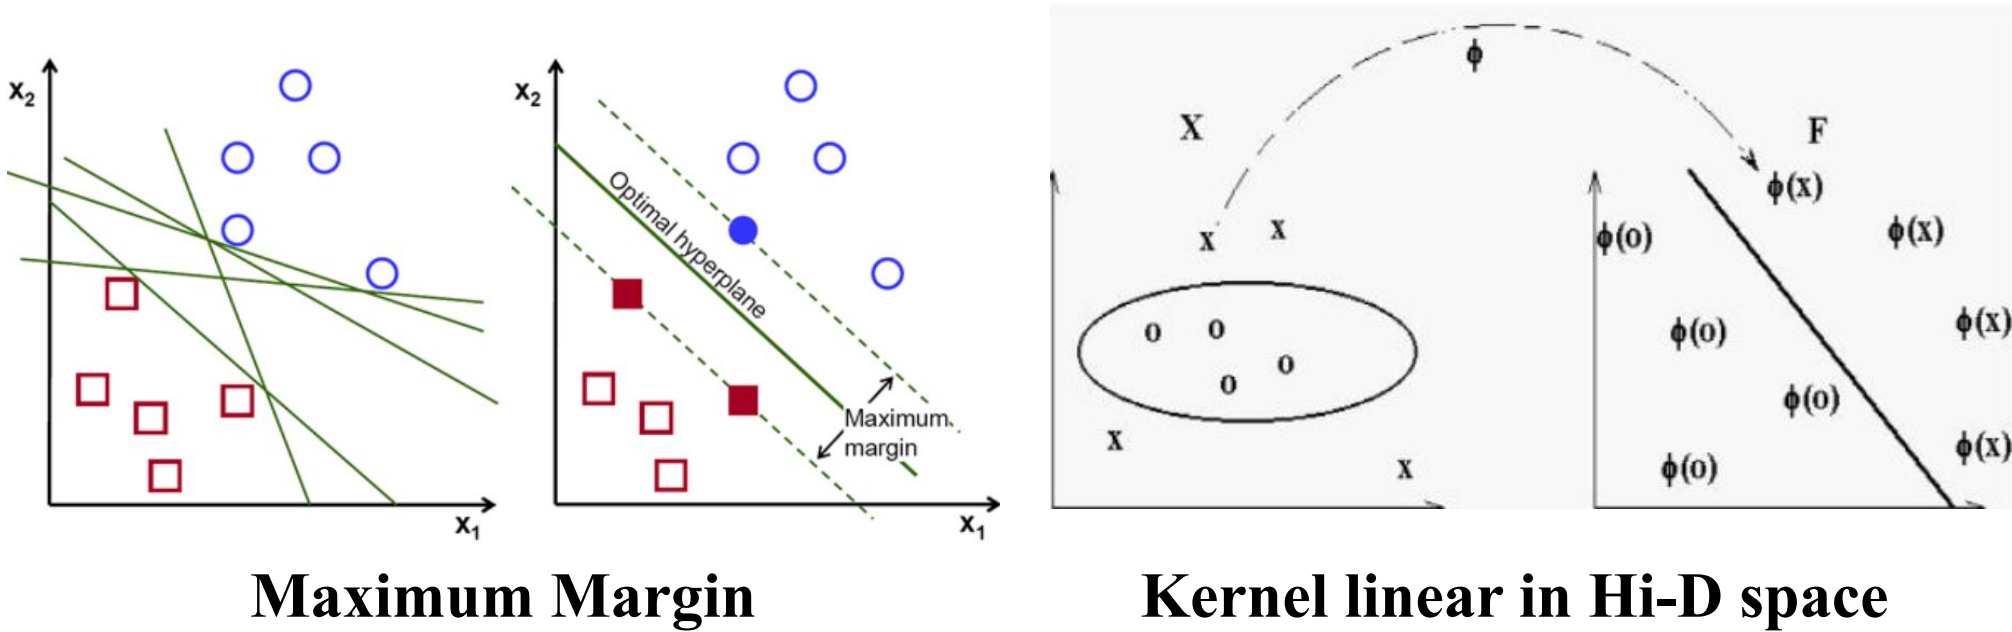 x2
x1
x2
Optimal hyperplane
Maximum
margin
x1
Maximum Margin
ϕ
X
F
x
x
o
o
o
o
x
x
ϕ(x)
ϕ(o)
ϕ(x)
ϕ(o)
ϕ(x)
ϕ(o)
ϕ(x)
ϕ(o)
Kernel linear in Hi-D space